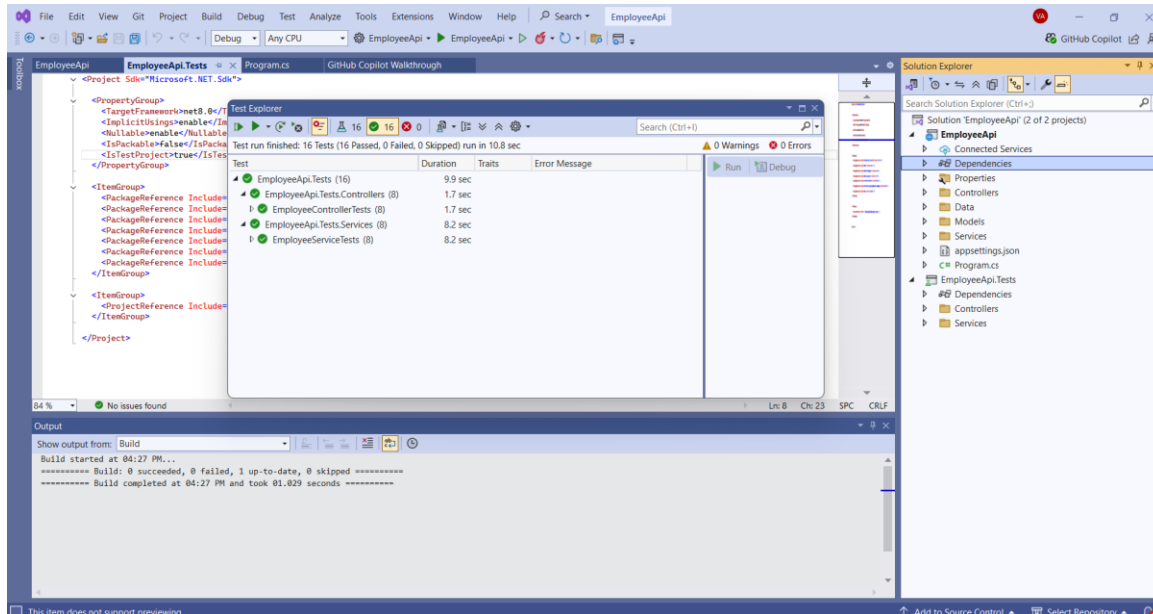 File Edit View Git Project Build Debug Test Analyze Tools Extensions Window Help Search EmployeeApi VA
Debug Any CPU EmployeeApi EmployeeApi GitHub Copilot
Toolbox
EmployeeApi EmployeeApi.Tests Program.cs GitHub Copilot Walkthrough
<Project Sdk="Microsoft.NET.Sdk">
<PropertyGroup>
<TargetFramework>net8.0</T
<ImplicitUsings>enable</Im
<Nullable>enable</Nullable
<IsPackable>false</IsPacka
<IsTestProject>true</IsTes
</PropertyGroup>
<ItemGroup>
<PackageReference Include=
<PackageReference Include=
<PackageReference Include=
<PackageReference Include=
<PackageReference Include=
<PackageReference Include=
</ItemGroup>
<ItemGroup>
<ProjectReference Include=
</ItemGroup>
</Project>
Test Explorer
16 16 0 Search (Ctrl+I)
Test run finished: 16 Tests (16 Passed, 0 Failed, 0 Skipped) run in 10.8 sec 0 Warnings 0 Errors
Test Duration Traits Error Message Run Debug
EmployeeApi.Tests (16) 9.9 sec
EmployeeApi.Tests.Controllers (8) 1.7 sec
EmployeeControllerTests (8) 1.7 sec
EmployeeApi.Tests.Services (8) 8.2 sec
EmployeeServiceTests (8) 8.2 sec
84 % No issues found Ln: 8 Ch: 23 SPC CRLF
Output
Show output from: Build
Build started at 04:27 PM...
========== Build: 0 succeeded, 0 failed, 1 up-to-date, 0 skipped ==========
========== Build completed at 04:27 PM and took 01.029 seconds ==========
Solution Explorer
Search Solution Explorer (Ctrl+;)
Solution 'EmployeeApi' (2 of 2 projects)
EmployeeApi
Connected Services
Dependencies
Properties
Controllers
Data
Models
Services
appsettings.json
C# Program.cs
EmployeeApi.Tests
Dependencies
Controllers
Services
This item does not support previewing Add to Source Control Select Repository